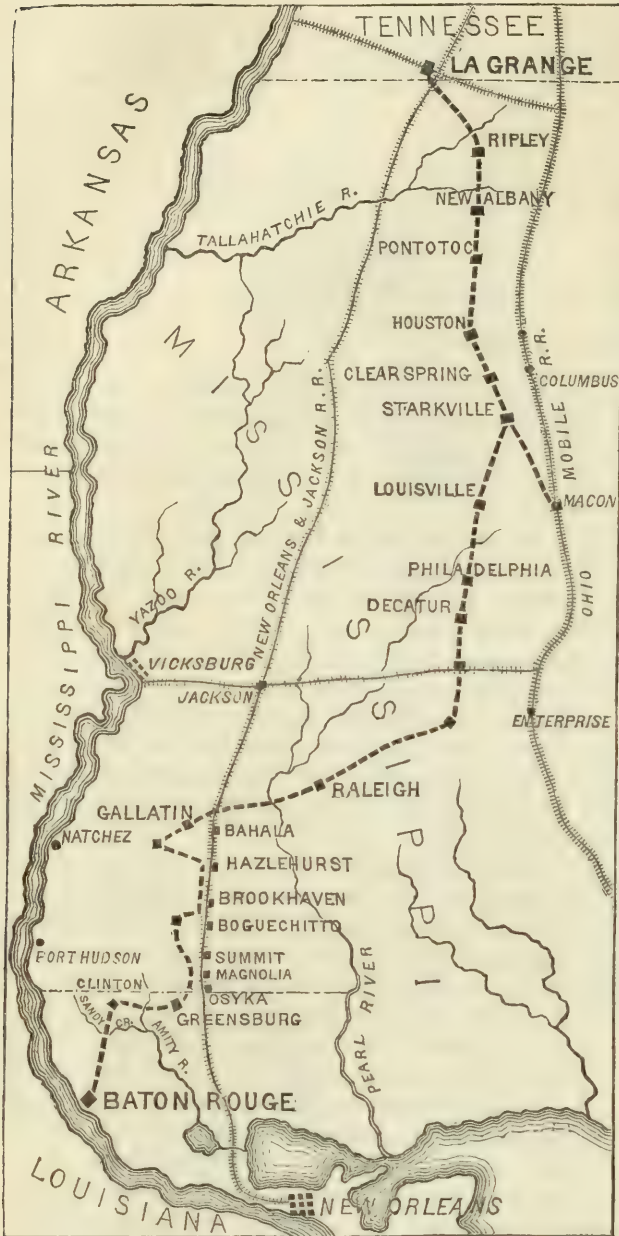 TENNESSEE
LA GRANGE
ARKANSAS
RIPLEY
NEW ALBANY
TALLAHATCHIE R.
PONTOTOC
HOUSTON
MISSISSIPPI
CLEAR SPRING
COLUMBUS
STARKVILLE
MOBILE & OHIO R.R.
NEW ORLEANS & JACKSON R.R.
LOUISVILLE
MACON
MISSISSIPPI RIVER
YAZOO R.
PHILADELPHIA
DECATUR
VICKSBURG
JACKSON
ENTERPRISE
RALEIGH
GALLATIN
BAHALA
NATCHEZ
HAZLEHURST
BROOKHAVEN
BOGUECHITTO
PORT HUDSON
SUMMIT
MAGNOLIA
CLINTON
OSYKA
SANDY CR.
GREENSBURG
AMITY R.
PEARL RIVER
BATON ROUGE
LOUISIANA
NEW ORLEANS